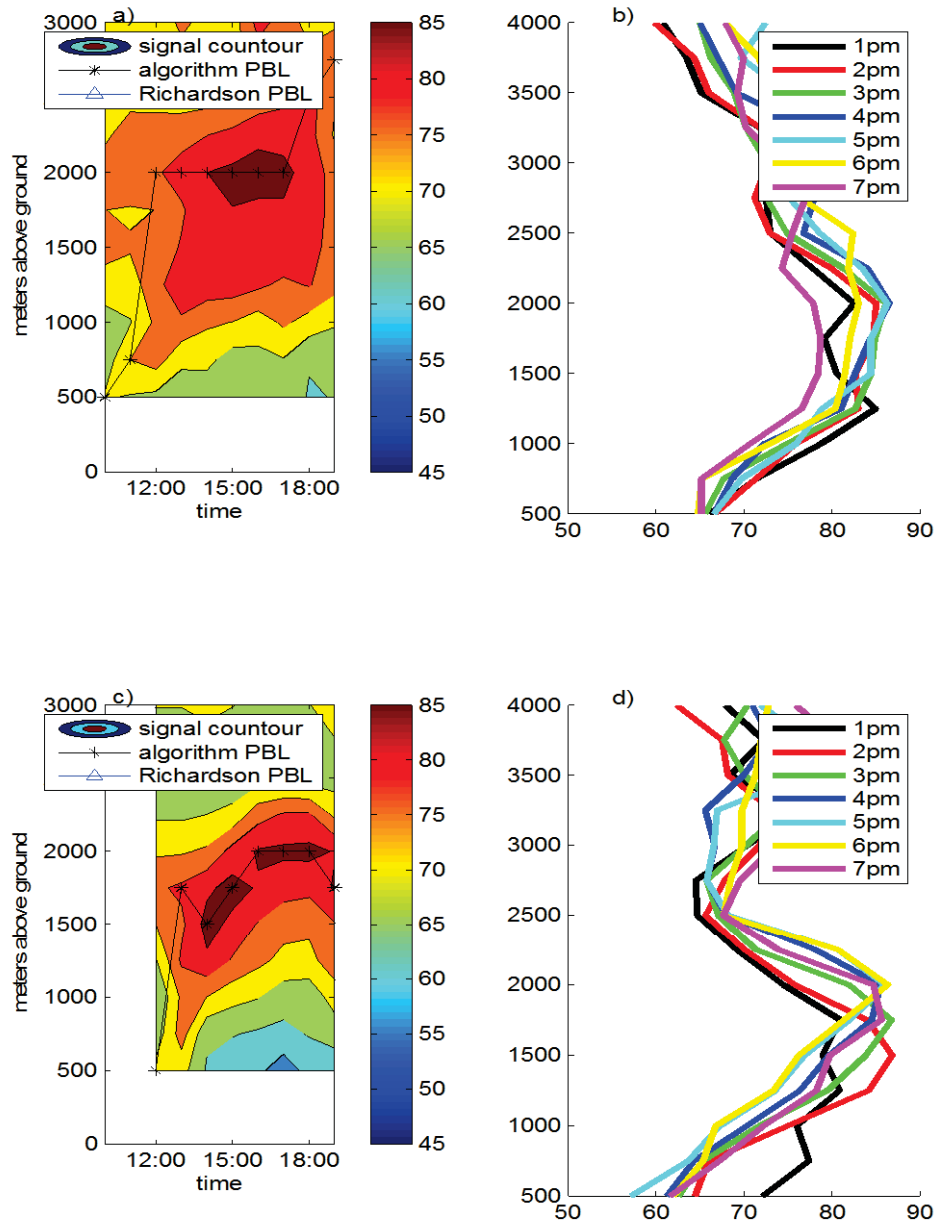 a)
3000
2000
1500
1000
500
0
meters above ground
12:00 15:00 18:00
time
signal countour
algorithm PBL
Richardson PBL
85
80
75
70
65
60
55
50
45
b)
4000
3500
4000
3000
2500
2000
1500
1000
500
50 60 70 80 90
1pm
2pm
3pm
4pm
5pm
6pm
7pm
c)
3000
2000
1500
1000
500
0
meters above ground
12:00 15:00 18:00
time
signal countour
algorithm PBL
Richardson PBL
85
80
75
70
65
60
55
50
45
d)
4000
3500
3000
2500
2000
1500
1000
500
50 60 70 80 90
1pm
2pm
3pm
4pm
5pm
6pm
7pm